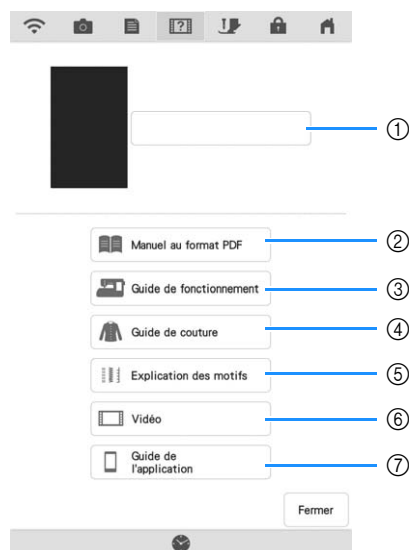 ①
② Manuel au format PDF
③ Guide de fonctionnement
④ Guide de couture
⑤ Explication des motifs
⑥ Vidéo
⑦ Guide de
l'application
Fermer